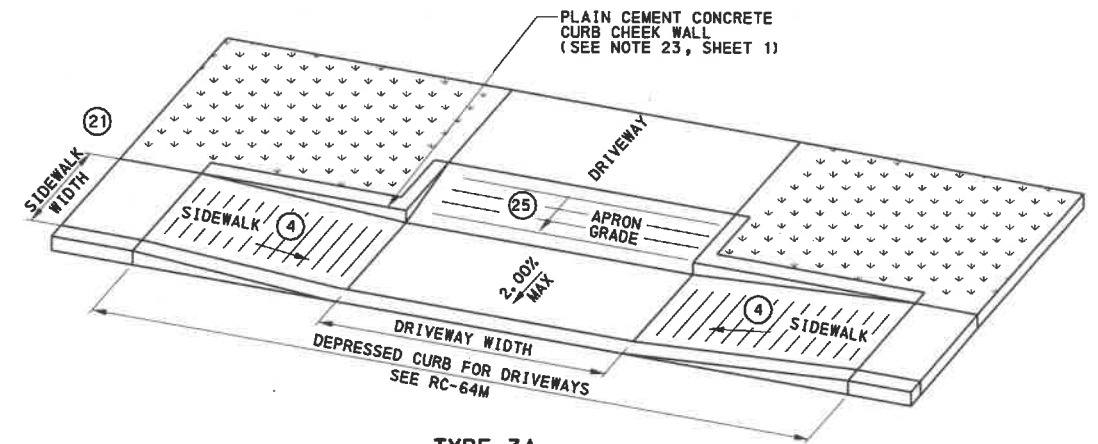 PLAIN CEMENT CONCRETE
CURB CHEEK WALL
(SEE NOTE 23, SHEET 1)
21
SIDEWALK
WIDTH
DRIVEWAY
SIDEWALK
4
25
APRON
GRADE
2.00%
MAX
4
SIDEWALK
DRIVEWAY WIDTH
DEPRESSED CURB FOR DRIVEWAYS
SEE RC-64M
TYPE 3A